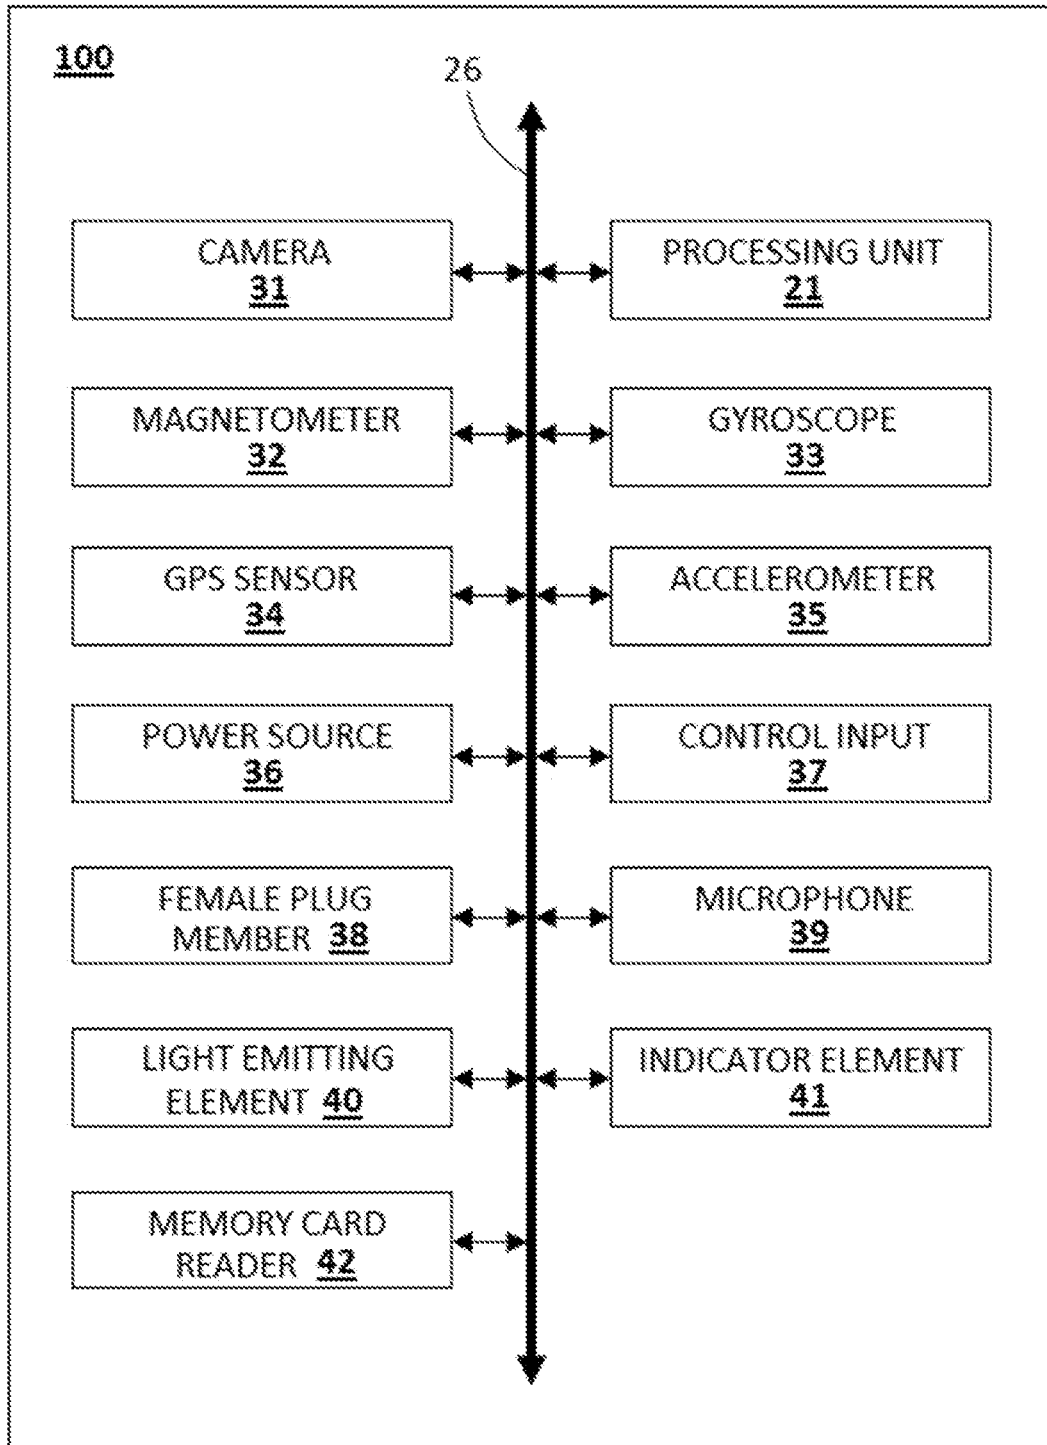 100
26
CAMERA
31
PROCESSING UNIT
21
MAGNETOMETER
32
GYROSCOPE
33
GPS SENSOR
34
ACCELEROMETER
35
POWER SOURCE
36
CONTROL INPUT
37
FEMALE PLUG
MEMBER 38
MICROPHONE
39
LIGHT EMITTING
ELEMENT 40
INDICATOR ELEMENT
41
MEMORY CARD
READER 42